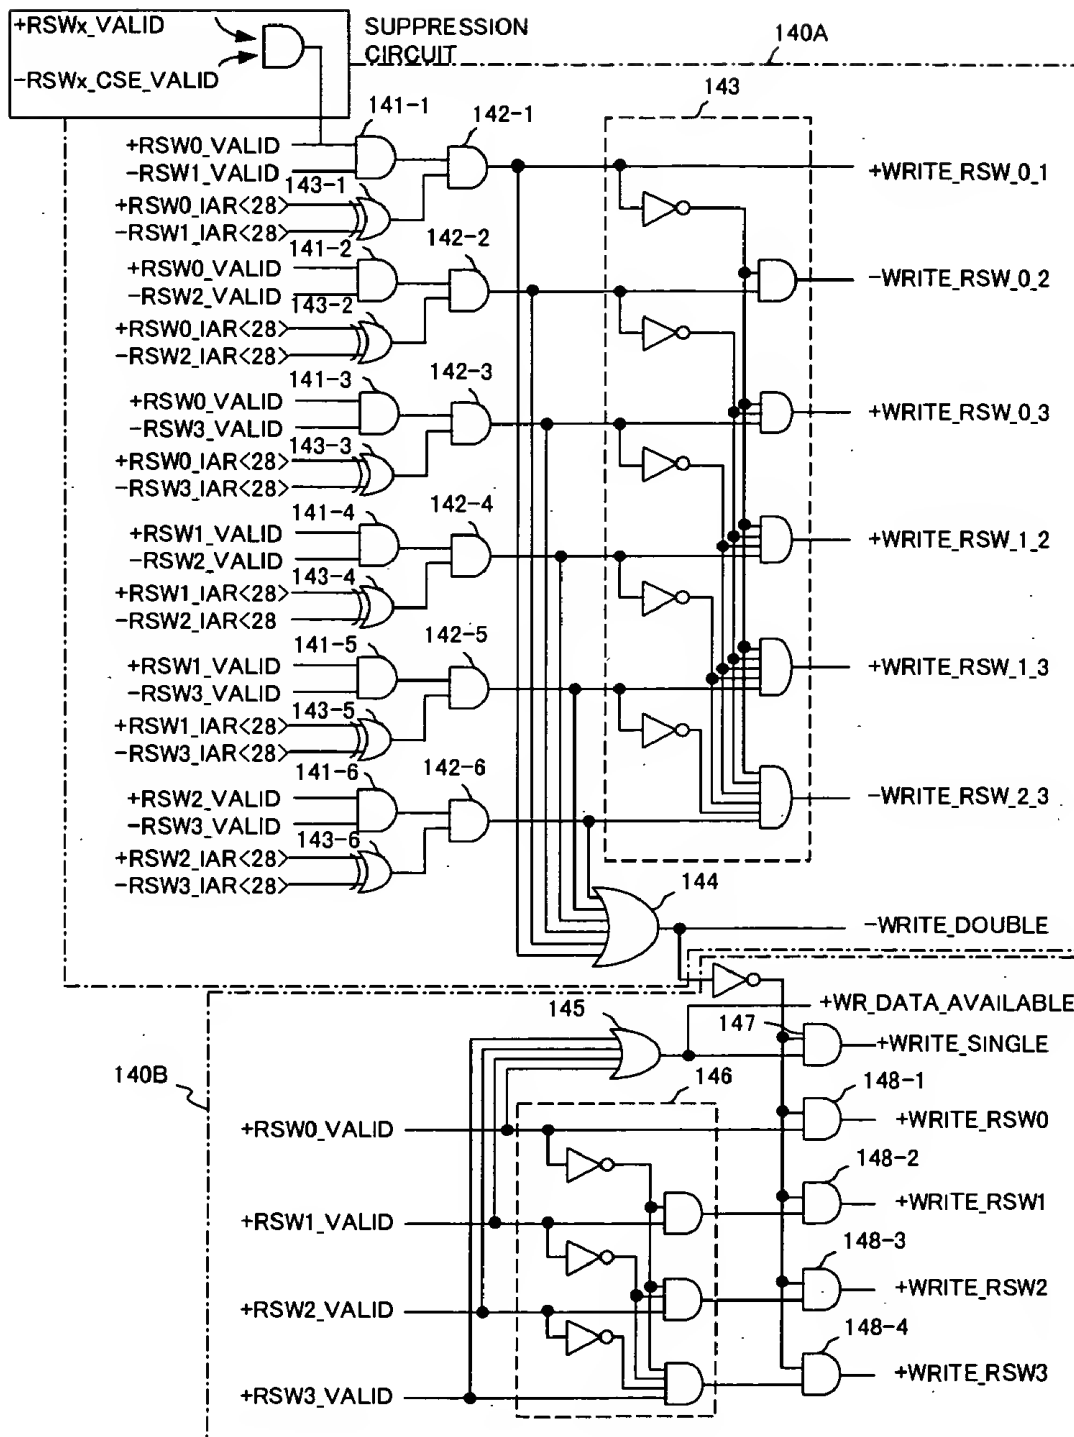 +RSWx_VALID
-RSWx_CSE_VALID
SUPPRESSION
CIRCUIT
140A
143
141-1
142-1
+RSW0_VALID
-RSW1_VALID
143-1
+RSW0_IAR<28>
-RSW1_IAR<28>
+WRITE_RSW_0_1
141-2
142-2
+RSW0_VALID
-RSW2_VALID
143-2
+RSW0_IAR<28>
-RSW2_IAR<28>
-WRITE_RSW_0_2
141-3
142-3
+RSW0_VALID
-RSW3_VALID
143-3
+RSW0_IAR<28>
-RSW3_IAR<28>
+WRITE_RSW_0_3
141-4
142-4
+RSW1_VALID
-RSW2_VALID
143-4
+RSW1_IAR<28>
-RSW2_IAR<28
+WRITE_RSW_1_2
141-5
142-5
+RSW1_VALID
-RSW3_VALID
143-5
+RSW1_IAR<28>
-RSW3_IAR<28>
+WRITE_RSW_1_3
141-6
142-6
+RSW2_VALID
-RSW3_VALID
143-6
+RSW2_IAR<28>
-RSW3_IAR<28>
-WRITE_RSW_2_3
144
-WRITE_DOUBLE
140B
145
+WR_DATA_AVAILABLE
147
+WRITE_SINGLE
146
148-1
+RSW0_VALID
+WRITE_RSW0
148-2
+RSW1_VALID
+WRITE_RSW1
148-3
+RSW2_VALID
+WRITE_RSW2
148-4
+RSW3_VALID
+WRITE_RSW3